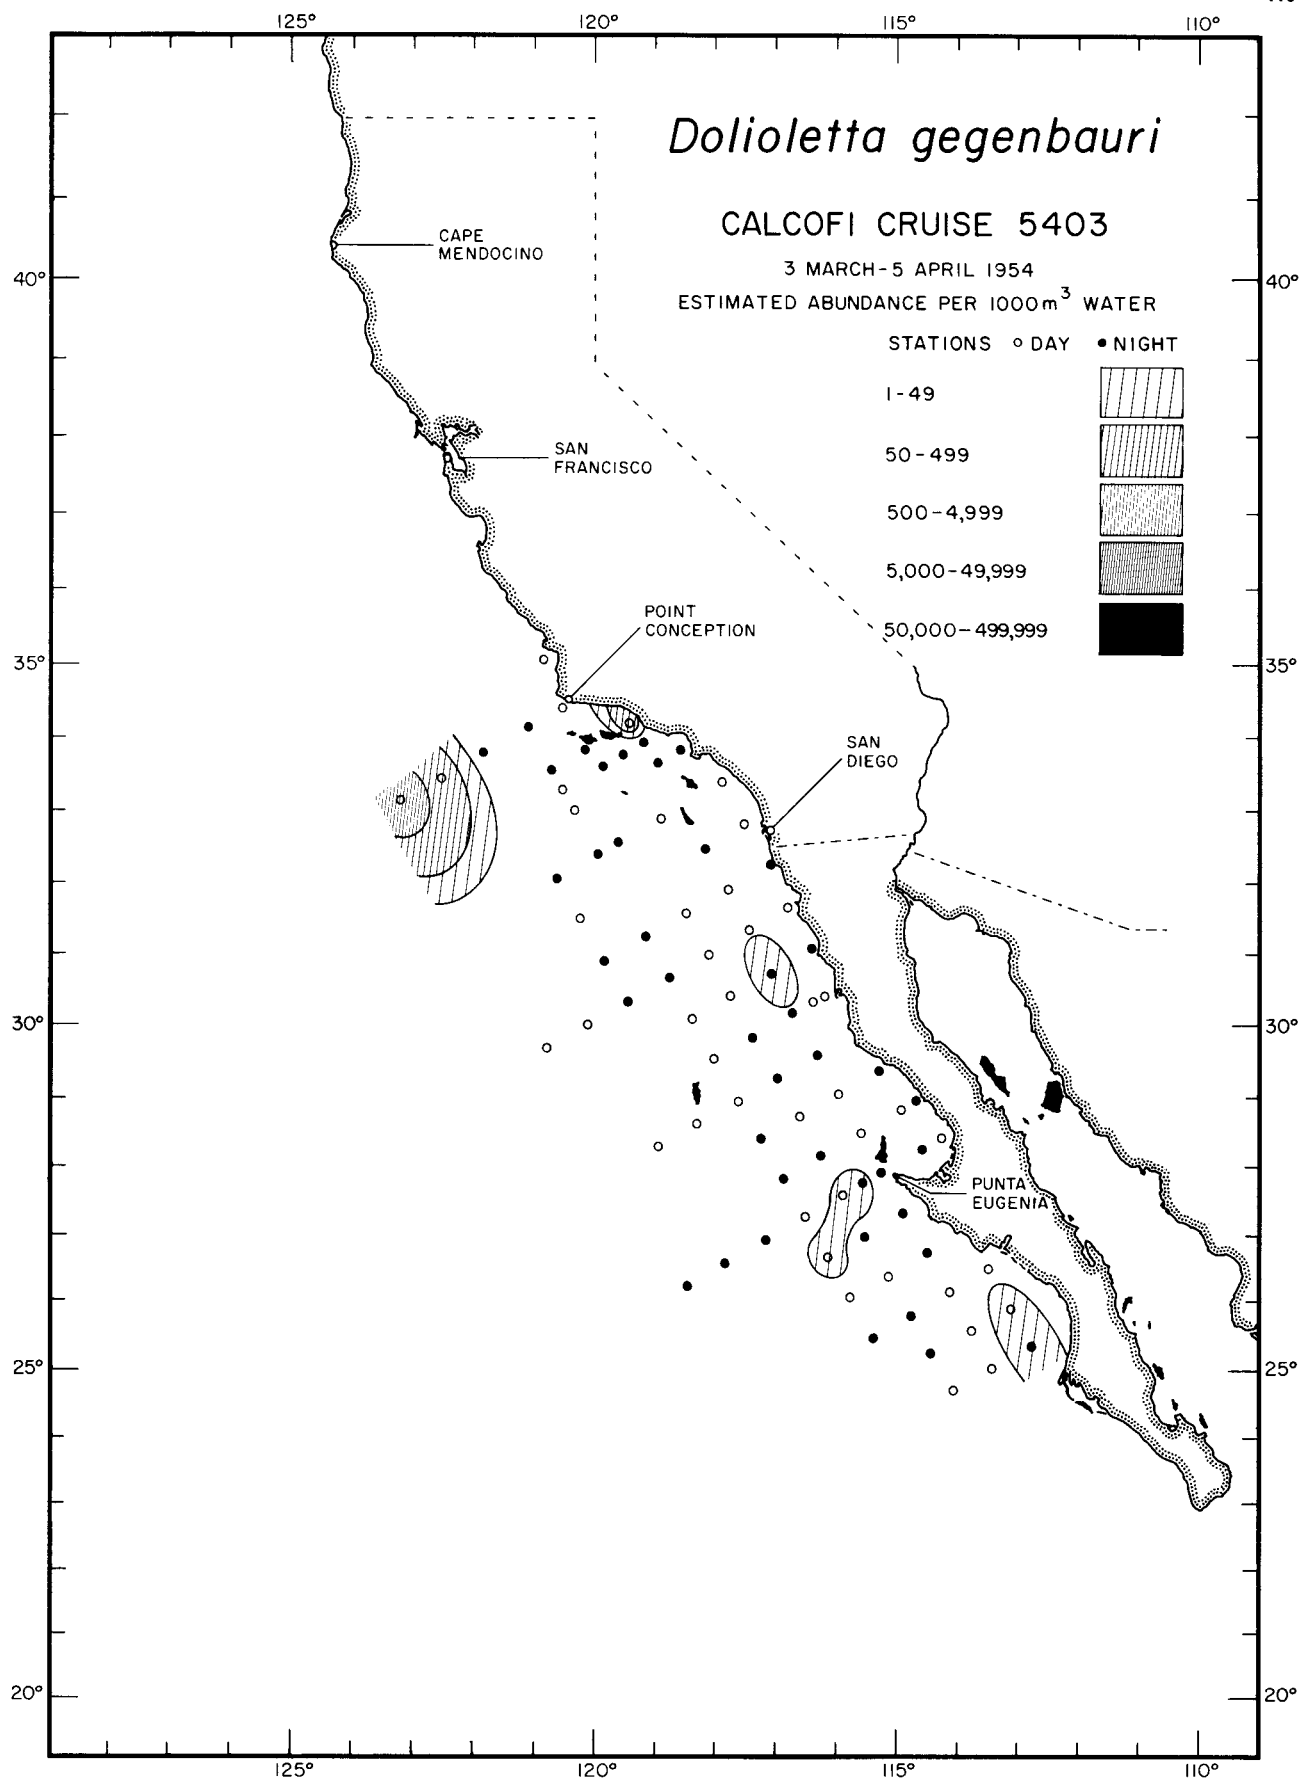 125°
120°
115°
110°
Dolioletta gegenbauri
CALCOFI CRUISE 5403
3 MARCH-5 APRIL 1954
ESTIMATED ABUNDANCE PER 1000m³ WATER
STATIONS ○ DAY ● NIGHT
1-49
50-499
500-4,999
5,000-49,999
50,000-499,999
CAPE
MENDOCINO
40°
40°
SAN
FRANCISCO
POINT
CONCEPTION
35°
35°
SAN
DIEGO
30°
30°
PUNTA
EUGENIA
25°
25°
20°
20°
125°
120°
115°
110°